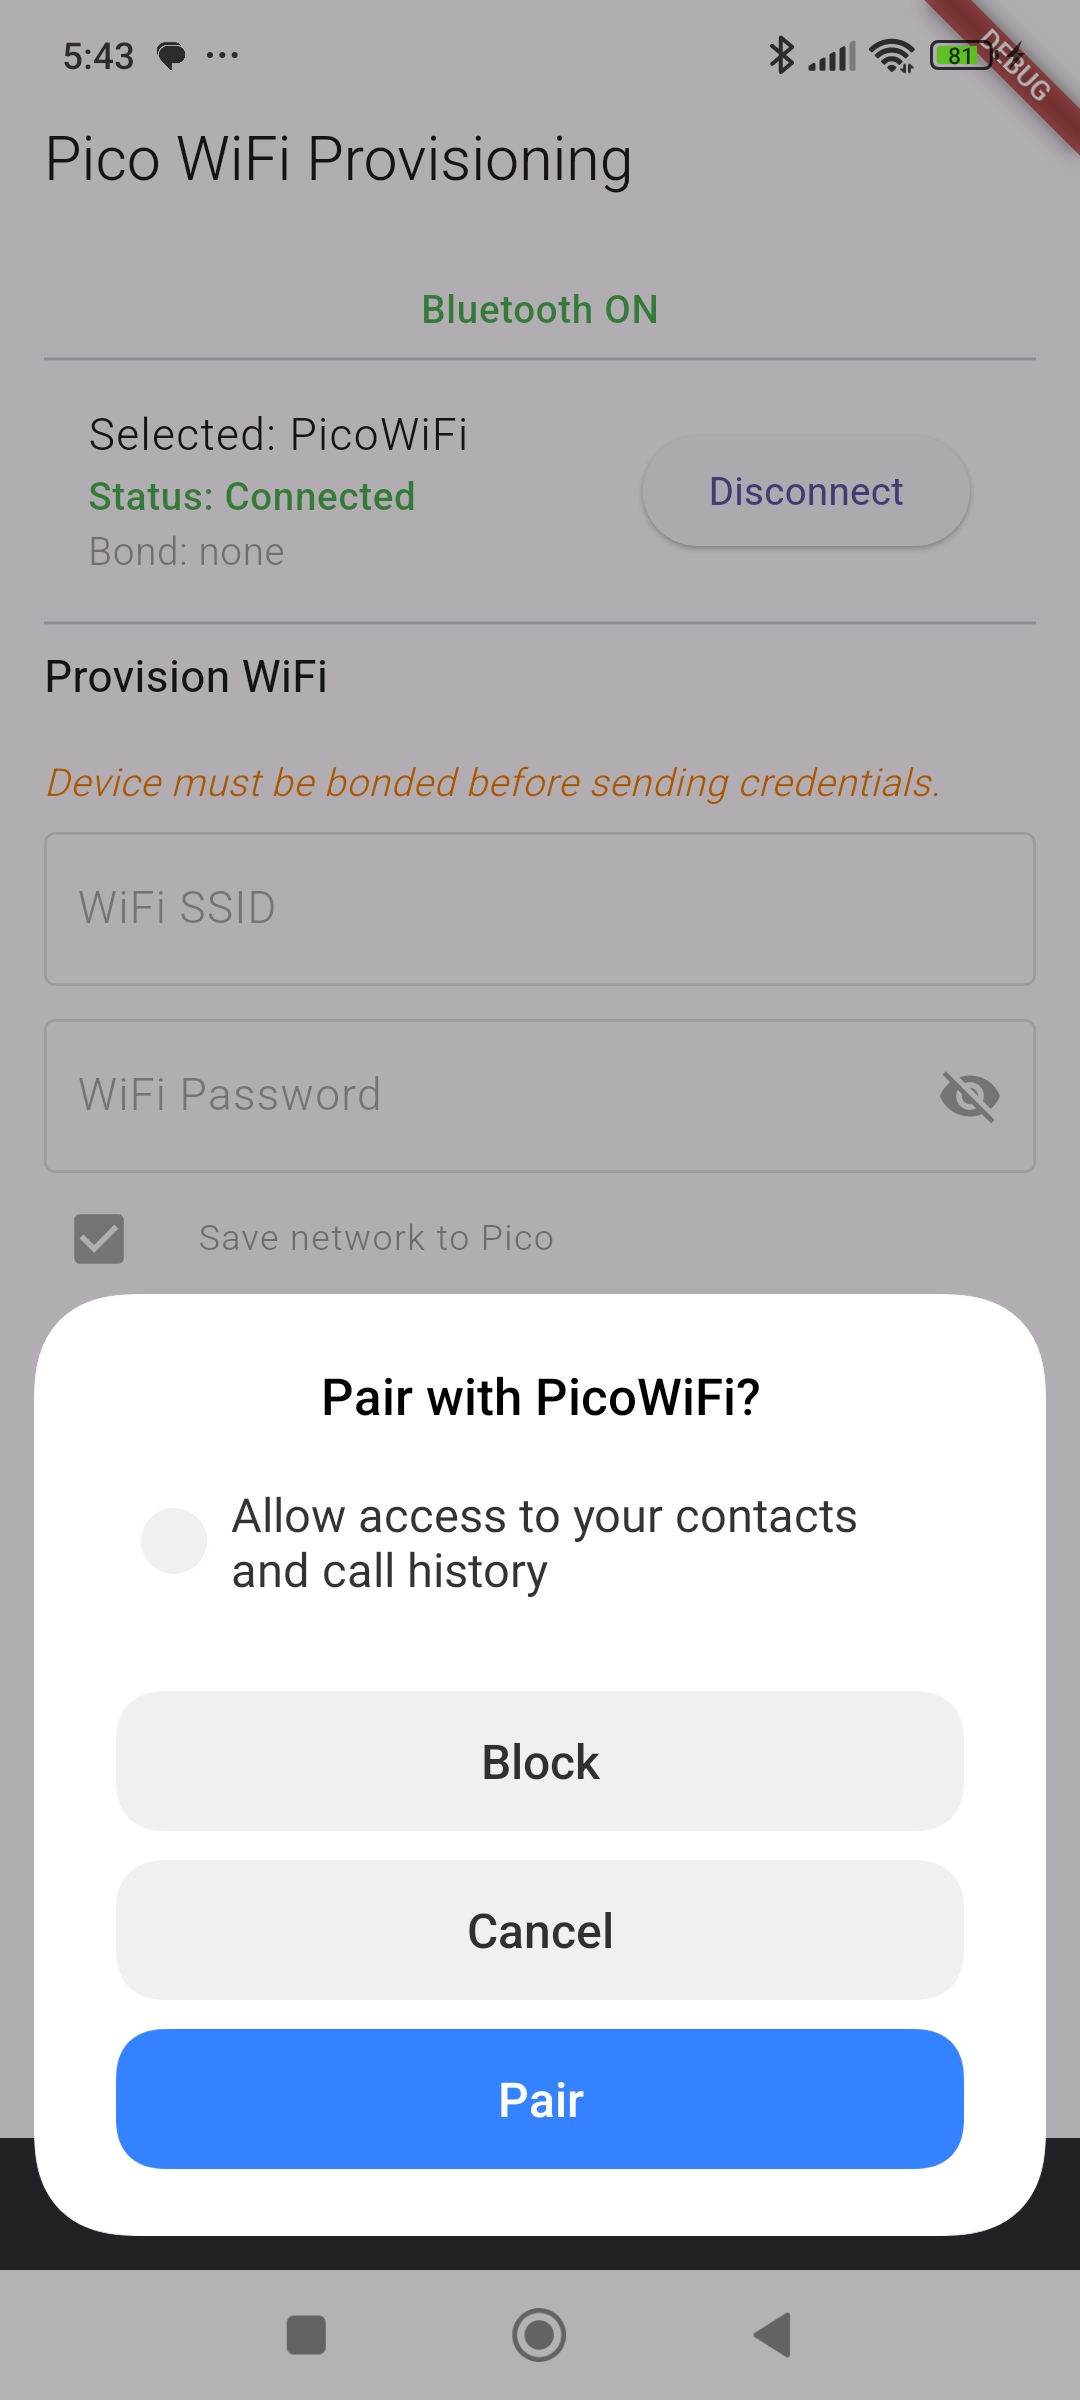 5:43
81
DEBUG
Pico WiFi Provisioning
Bluetooth ON
Selected: PicoWiFi
Status: Connected
Disconnect
Bond: none
Provision WiFi
Device must be bonded before sending credentials.
WiFi SSID
WiFi Password
Save network to Pico
Pair with PicoWiFi?
Allow access to your contacts
and call history
Block
Cancel
Pair